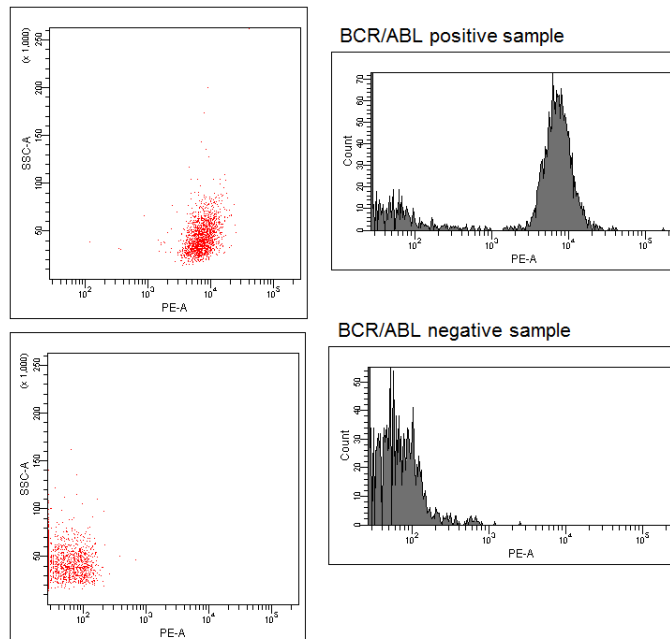 BCR/ABL positive sample
(x 1,000)
SSC-A
50 100 150 200 250
10^2 10^3 10^4 10^5
PE-A
Count
0 10 20 30 40 50 60 70
10^2 10^3 10^4 10^5
PE-A
BCR/ABL negative sample
(x 1,000)
SSC-A
50 100 150 200 250
10^2 10^3 10^4 10^5
PE-A
Count
0 10 20 30 40 50
10^2 10^3 10^4 10^5
PE-A